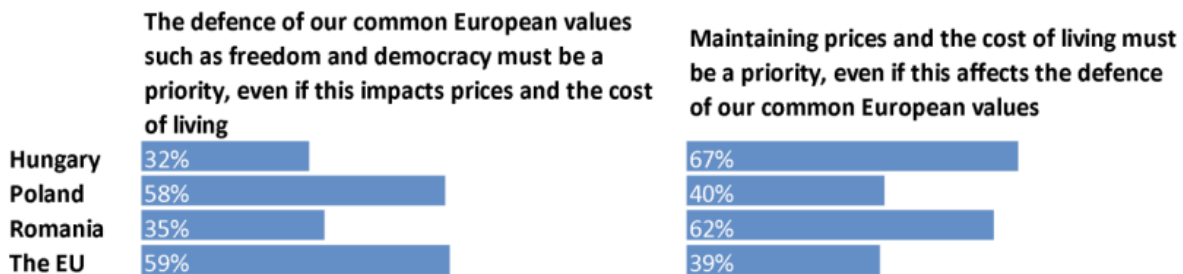 The defence of our common European values
such as freedom and democracy must be a
priority, even if this impacts prices and the cost
of living
Maintaining prices and the cost of living must
be a priority, even if this affects the defence
of our common European values
Hungary 32% 67%
Poland 58% 40%
Romania 35% 62%
The EU 59% 39%